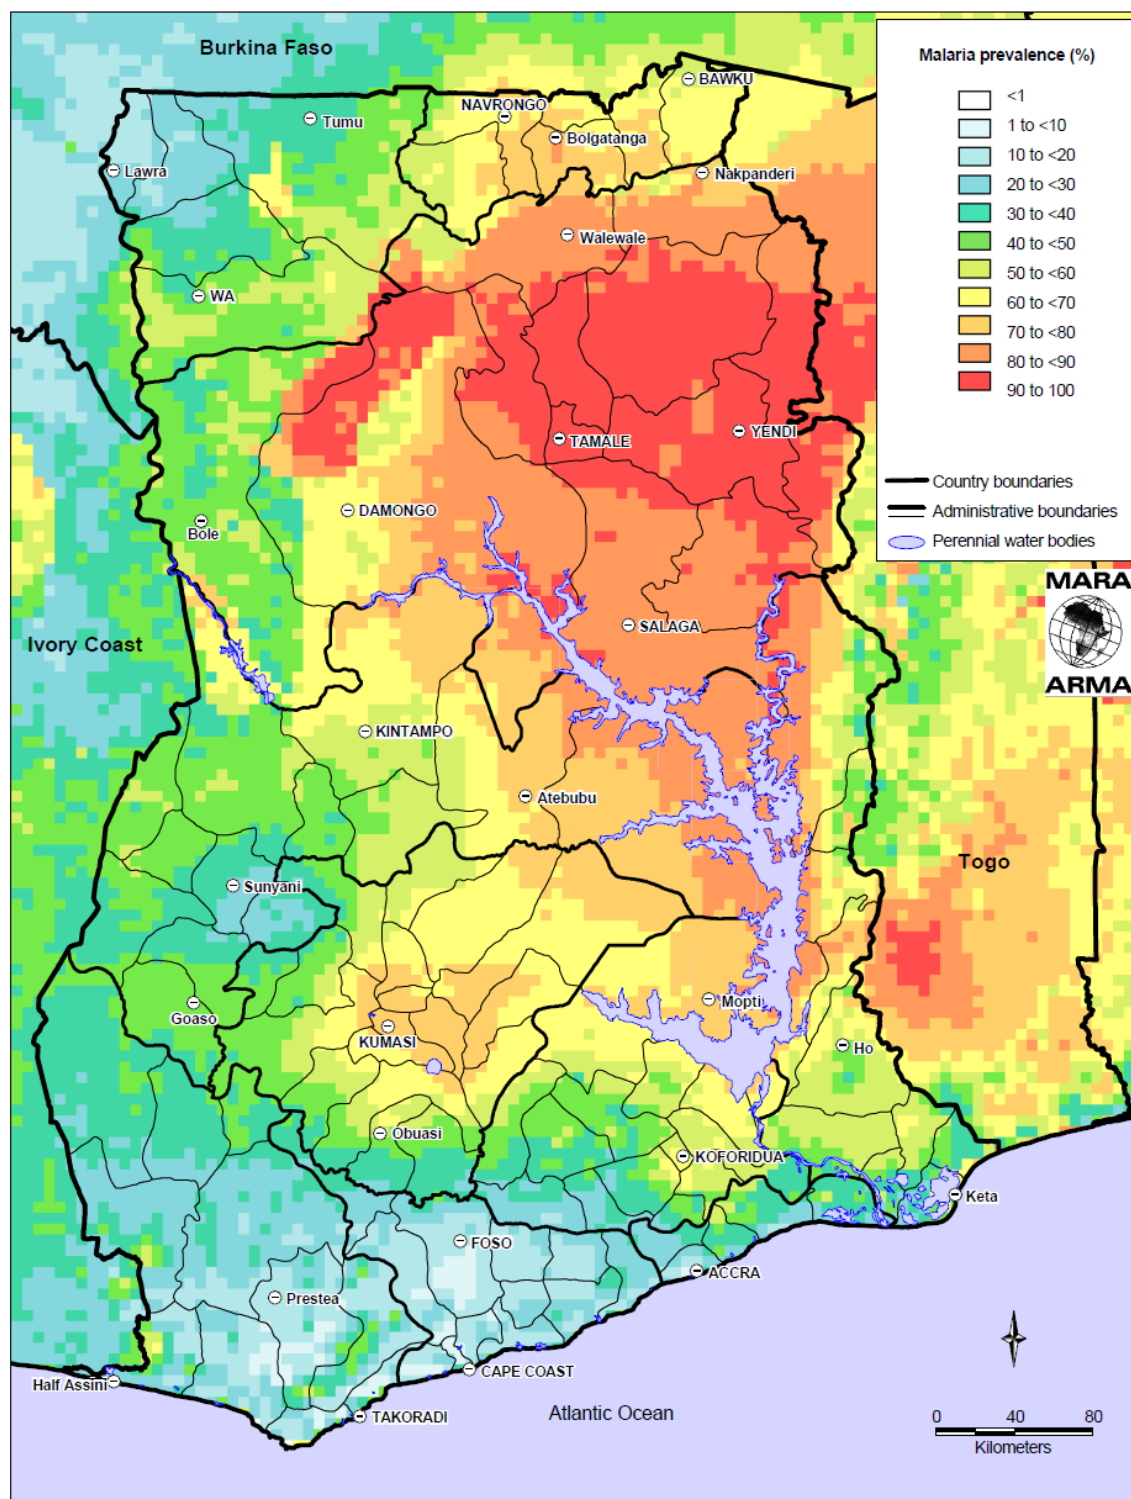 Burkina Faso
Malaria prevalence (%)
<1
1 to <10
10 to <20
20 to <30
30 to <40
40 to <50
50 to <60
60 to <70
70 to <80
80 to <90
90 to 100
Country boundaries
Administrative boundaries
Perennial water bodies
MARA
ARMA
BAWKU
NAVRONGO
Tumu
Bolgatanga
Lawra
Nakpanderi
Walewale
WA
TAMALE
YENDI
DAMONGO
Bole
SALAGA
Ivory Coast
KINTAMPO
Atebubu
Togo
Sunyani
Goaso
Mopti
KUMASI
Ho
Obuasi
KOFORIDUA
Keta
FOSO
ACCRA
Prestea
CAPE COAST
Half Assini
TAKORADI
Atlantic Ocean
0 40 80
Kilometers